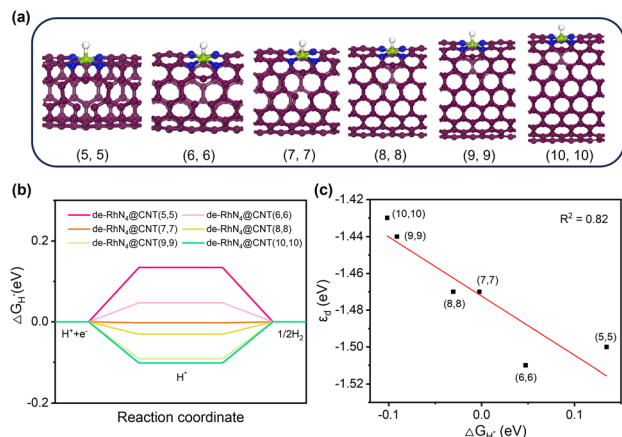 (a)
(5, 5) (6, 6) (7, 7) (8, 8) (9, 9) (10, 10)
(b)
de-RhN₄@CNT(5,5) de-RhN₄@CNT(6,6)
de-RhN₄@CNT(7,7) de-RhN₄@CNT(8,8)
de-RhN₄@CNT(9,9) de-RhN₄@CNT(10,10)
0.2
0.0
-0.2
ΔG_H* (eV)
H⁺+e⁻
H*
1/2H₂
Reaction coordinate
(c)
R² = 0.82
-1.42
-1.44
-1.46
-1.48
-1.50
-1.52
ε_d (eV)
(10,10)
(9,9)
(8,8)
(7,7)
(6,6)
(5,5)
-0.1 0.0 0.1
ΔG_H* (eV)